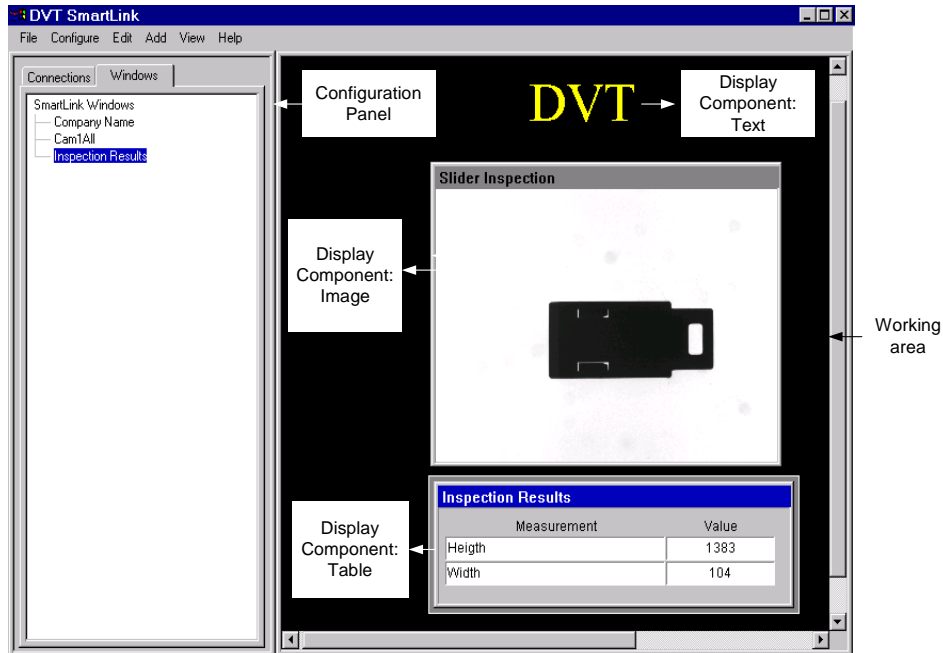 DVT SmartLink
File Configure Edit Add View Help
Connections Windows
SmartLink Windows
Company Name
Cam1All
Inspection Results
Configuration
Panel
DVT
Display
Component:
Text
Slider Inspection
Display
Component:
Image
Working
area
Inspection Results
Measurement Value
Heigth 1383
Width 104
Display
Component:
Table